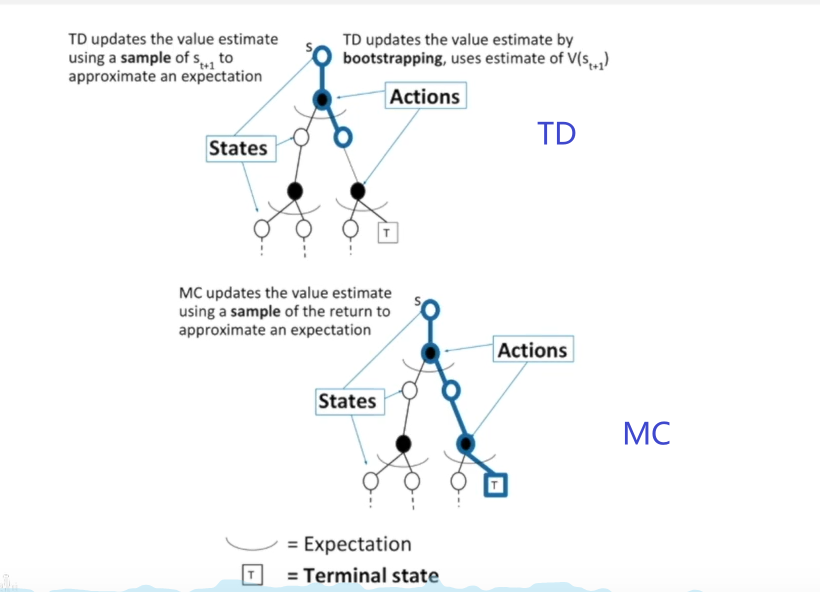 TD updates the value estimate
using a sample of s_{t+1} to
approximate an expectation
S
TD updates the value estimate by
bootstrapping, uses estimate of V(s_{t+1})
Actions
TD
States
T
MC updates the value estimate
using a sample of the return to
approximate an expectation
S
Actions
States
MC
T
= Expectation
T = Terminal state